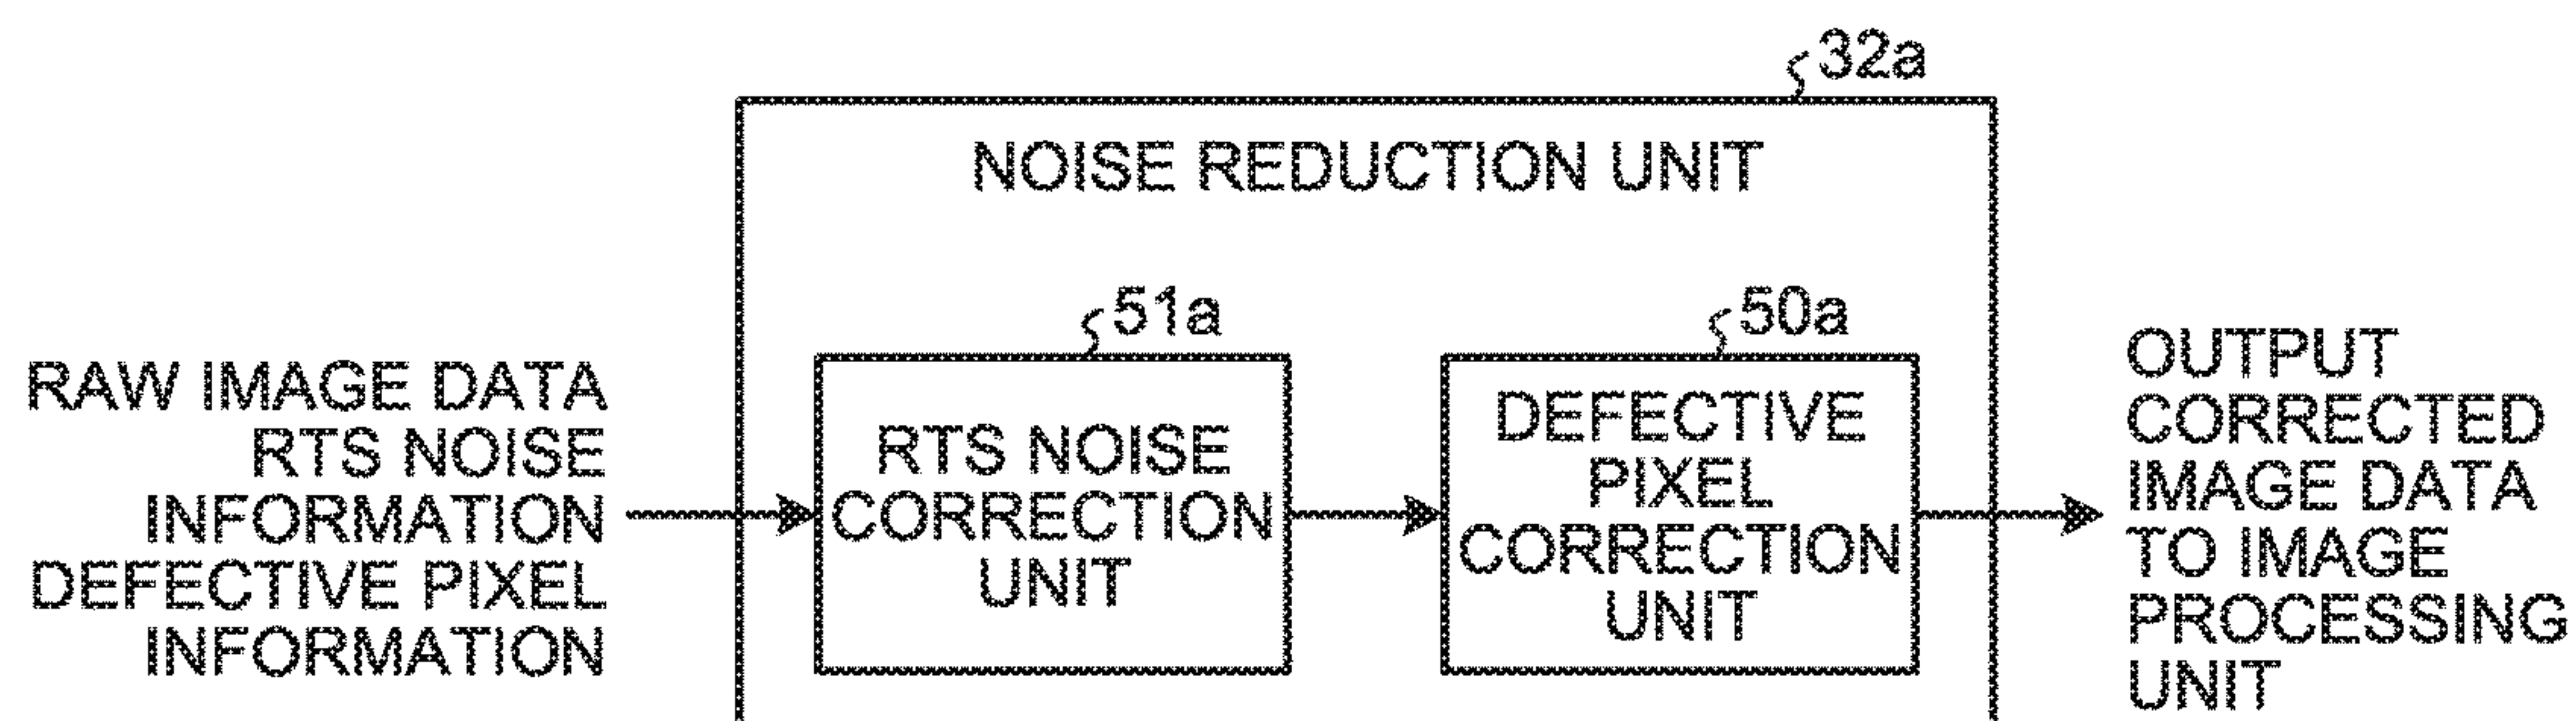 32a
NOISE REDUCTION UNIT
RAW IMAGE DATA
RTS NOISE
INFORMATION
DEFECTIVE PIXEL
INFORMATION
51a
RTS NOISE
CORRECTION
UNIT
50a
DEFECTIVE
PIXEL
CORRECTION
UNIT
OUTPUT
CORRECTED
IMAGE DATA
TO IMAGE
PROCESSING
UNIT